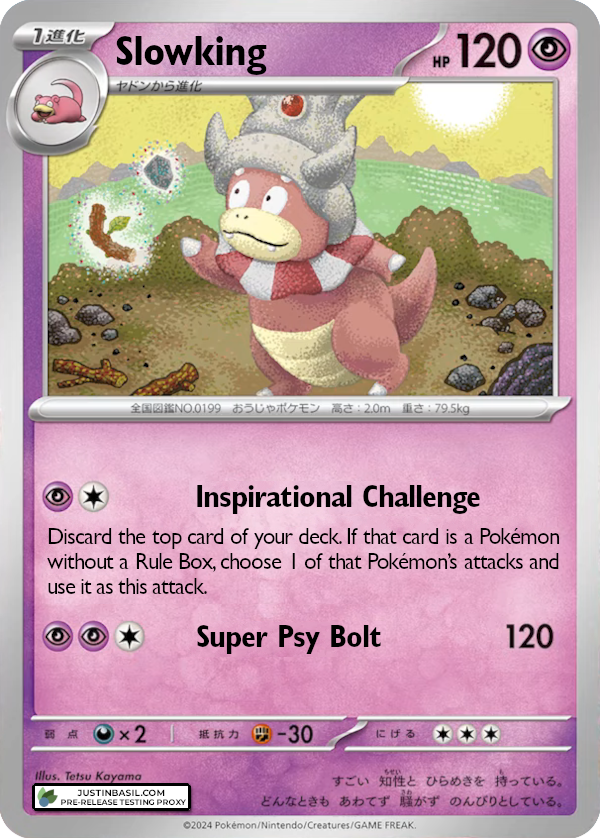 1進化
Slowking
HP 120
ヤドンから進化
全国図鑑NO.0199 おうじゃポケモン 高さ：2.0m 重さ：79.5kg
Inspirational Challenge
Discard the top card of your deck. If that card is a Pokémon
without a Rule Box, choose 1 of that Pokémon's attacks and
use it as this attack.
Super Psy Bolt 120
弱点 ×2 抵抗力 -30 にげる
Illus. Tetsu Kayama
JUSTINBASIL.COM
PRE-RELEASE TESTING PROXY
すごい 知性と ひらめきを 持っている。
どんなときも あわてず 騒がず のんびりとしている。
©2024 Pokémon/Nintendo/Creatures/GAME FREAK.